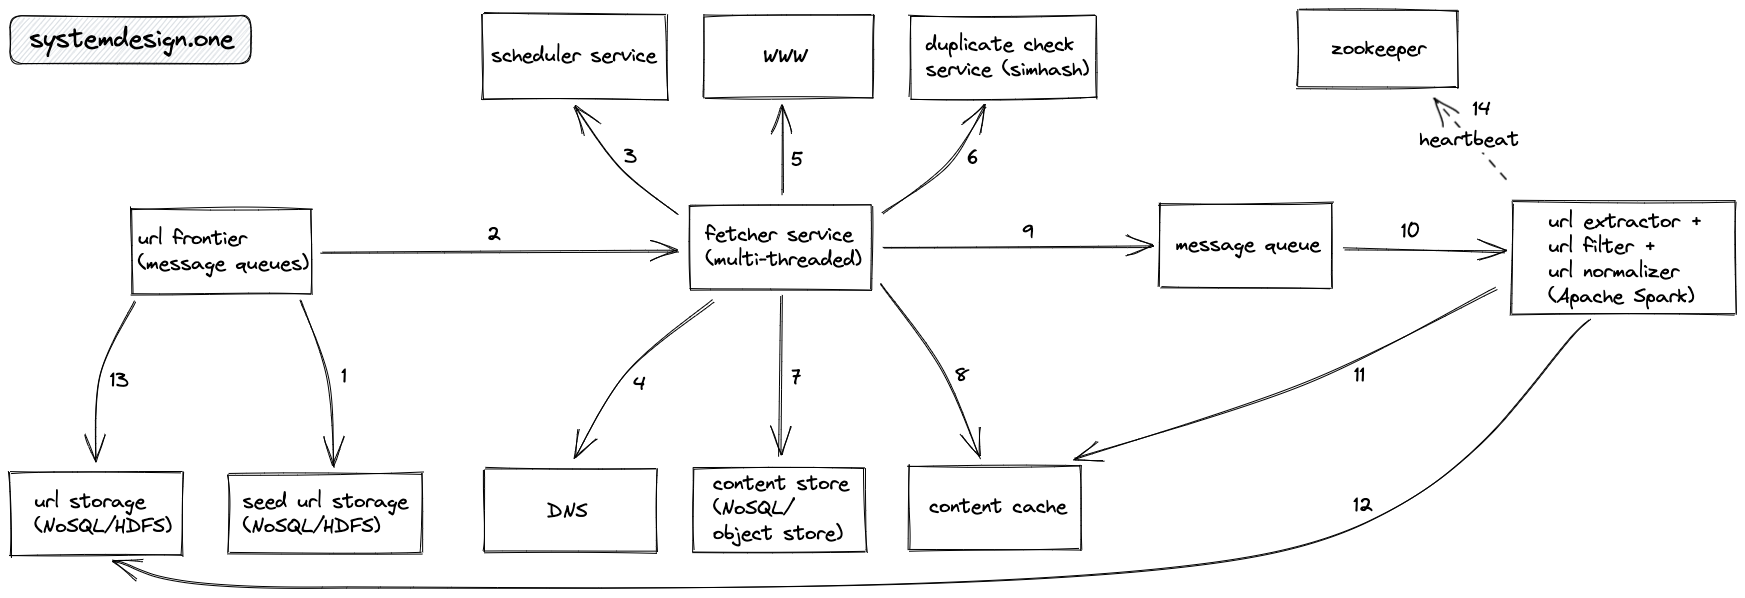 systemdesign.one
scheduler service
WWW
duplicate check
service (simhash)
zookeeper
14
heartbeat
3
5
6
url frontier
(message queues)
2
fetcher service
(multi-threaded)
9
message queue
10
url extractor +
url filter +
url normalizer
(Apache Spark)
13
1
4
7
8
11
12
url storage
(NoSQL/HDFS)
seed url storage
(NoSQL/HDFS)
DNS
content store
(NoSQL/
object store)
content cache